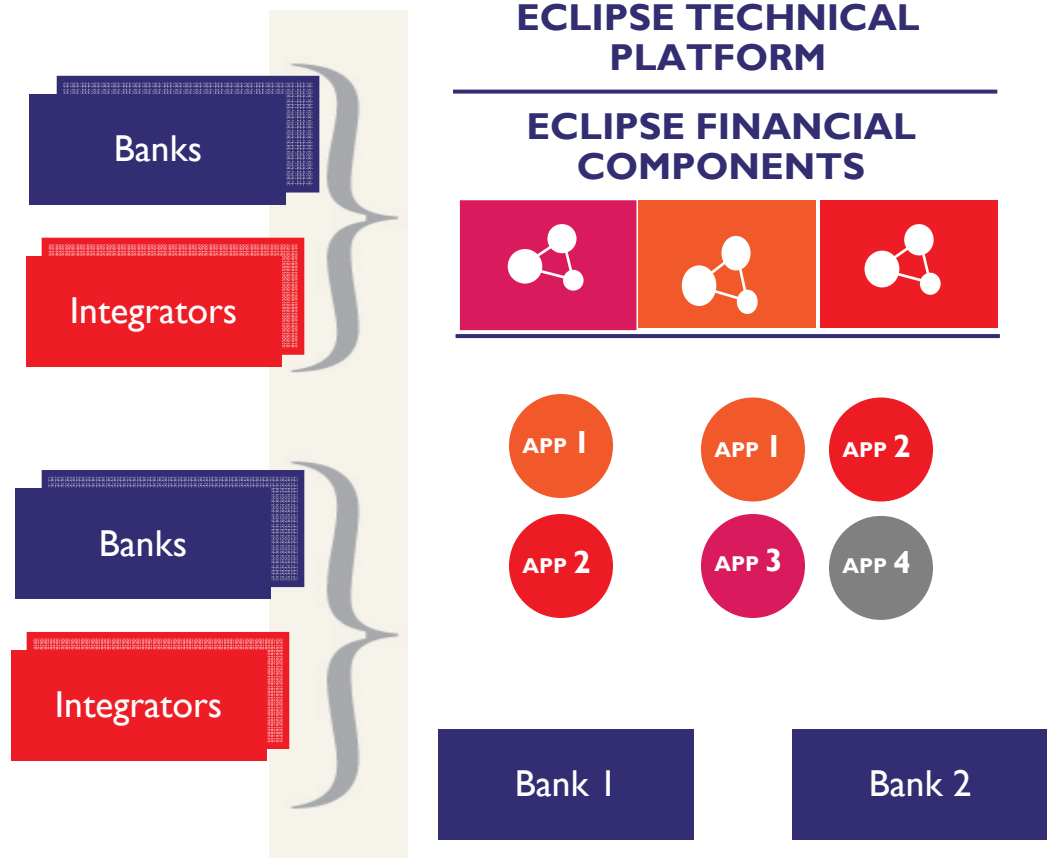 ECLIPSE TECHNICAL
PLATFORM
ECLIPSE FINANCIAL
COMPONENTS
Banks
Integrators
APP 1
APP 1
APP 2
APP 2
APP 3
APP 4
Banks
Integrators
Bank 1
Bank 2